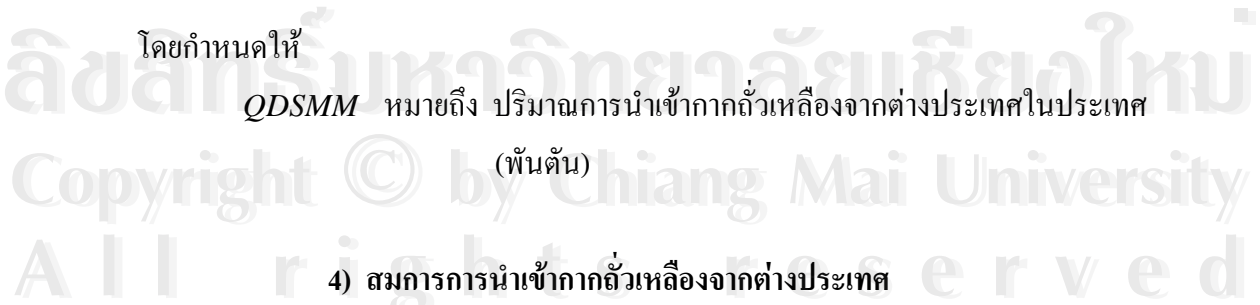 โดยกำหนดให้
ลิขสิทธิ์มหาวิทยาลัยเชียงใหม่
QDSMM หมายถึง ปริมาณการนำเข้ากากถั่วเหลืองจากต่างประเทศในประเทศ
(พันตัน)
Copyright © by Chiang Mai University
4) สมการการนำเข้ากากถั่วเหลืองจากต่างประเทศ
All rights reserved